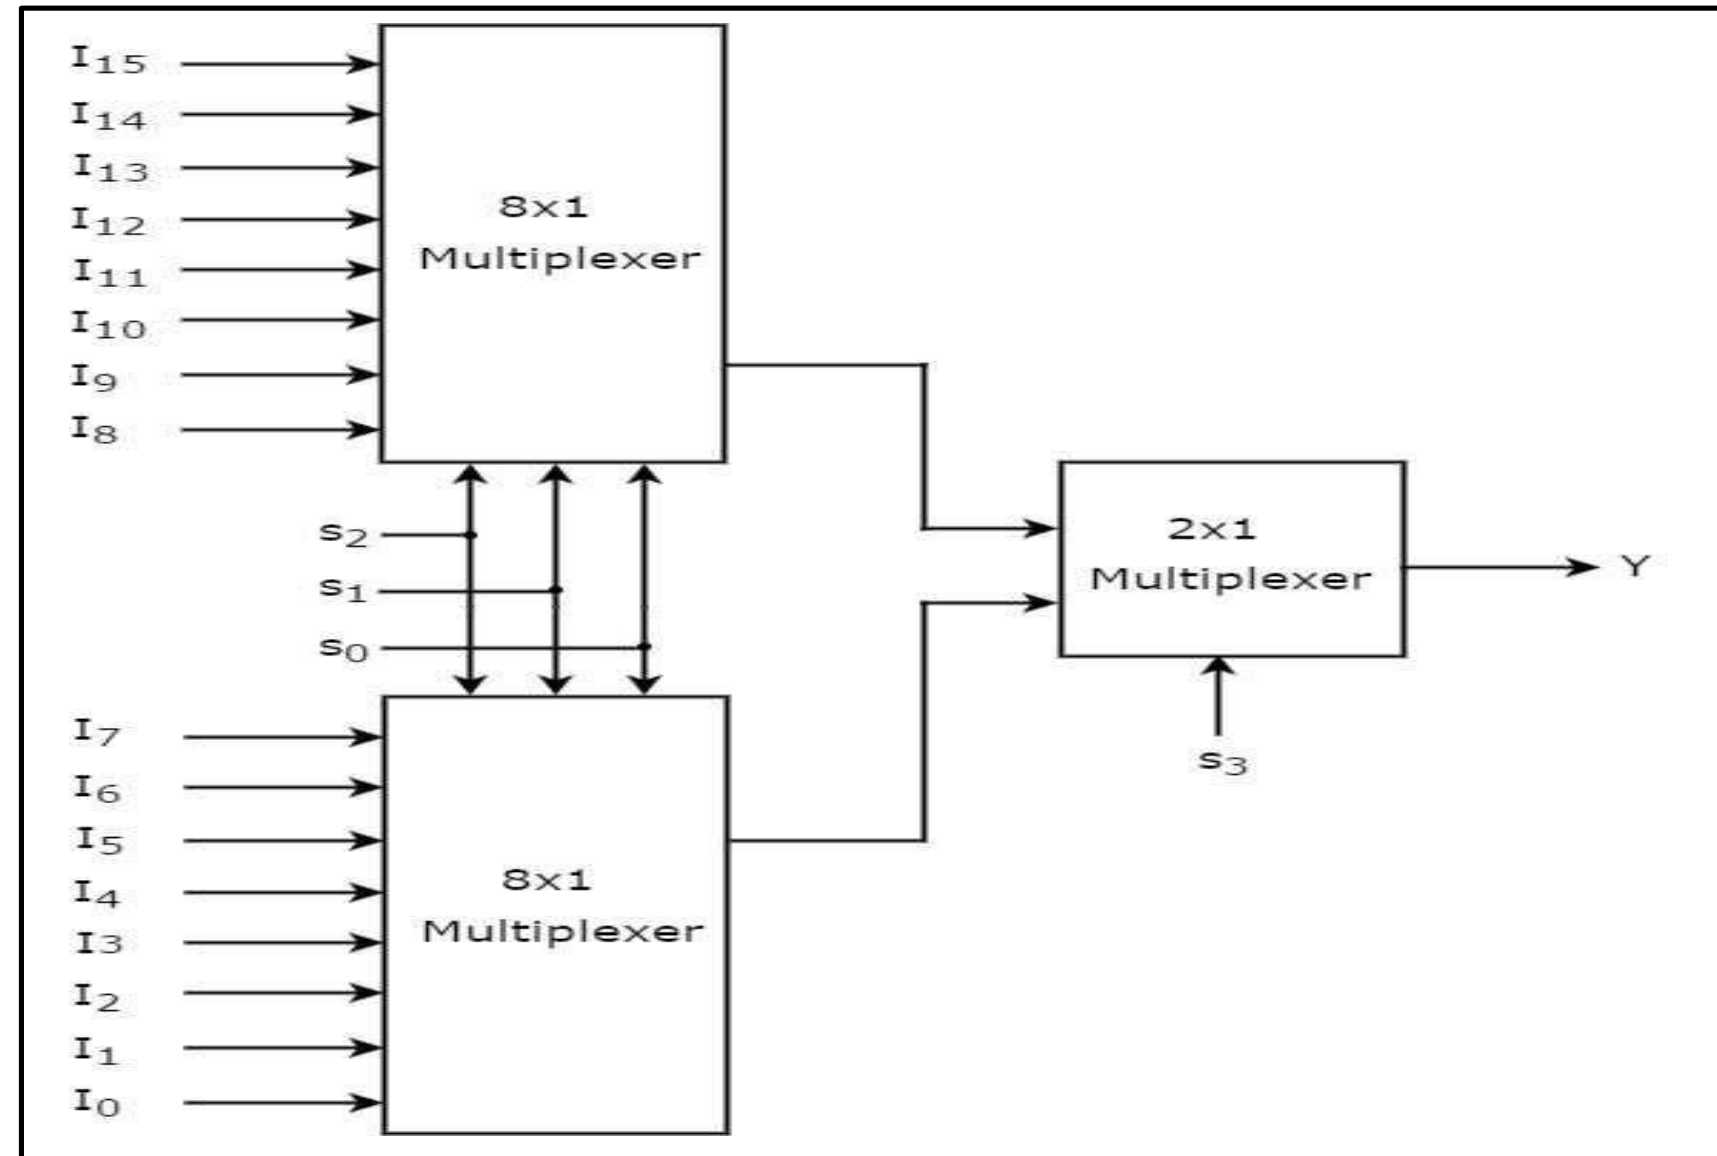 I15
I14
I13
I12
I11
I10
I9
I8
8x1
Multiplexer
s2
s1
s0
I7
I6
I5
I4
I3
I2
I1
I0
8x1
Multiplexer
2x1
Multiplexer
s3
Y